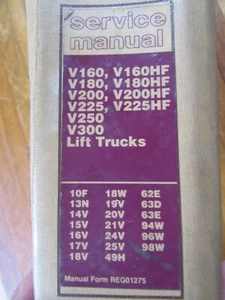 service
manual
V160, V160HF
V180, V180HF
V200, V200HF
V225, V225HF
V250
V300
Lift Trucks
10F 18W 62E
13N 19V 63D
14V 20V 63E
15V 21V 94W
16V 24V 96W
17V 25V 98W
18V 49H
Manual Form REG01275